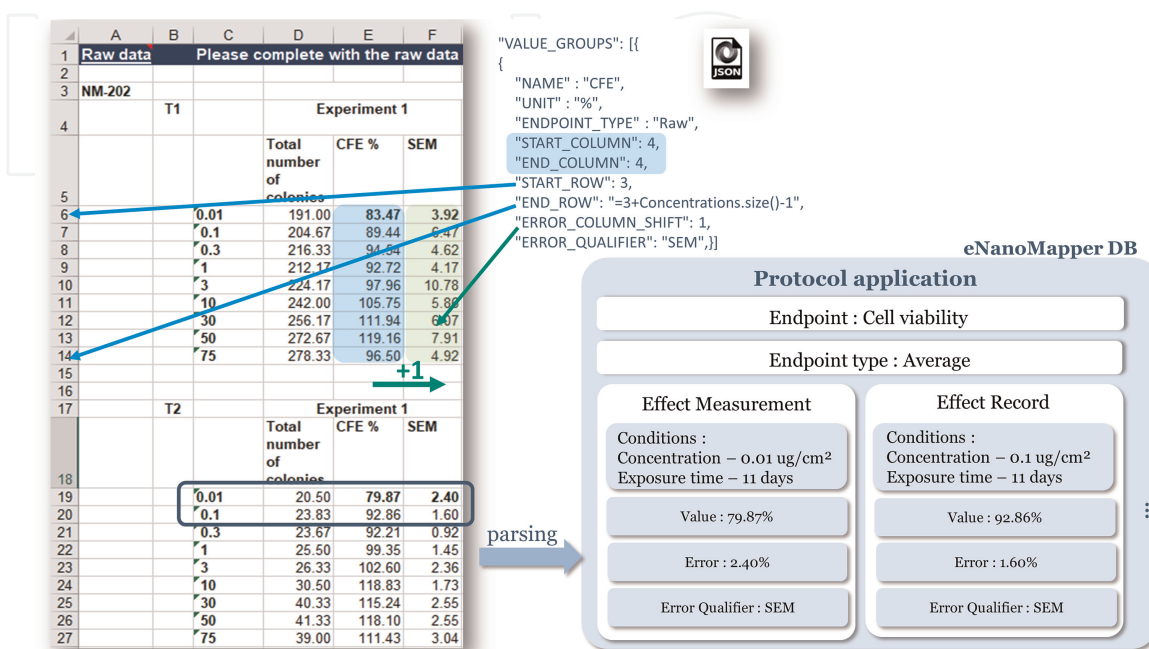 A B C D E F
1 Raw data Please complete with the raw data
2
3 NM-202
4 T1 Experiment 1
5 Total number of colonies CFE % SEM
6 0.01 191.00 83.47 3.92
7 0.1 204.67 89.44 6.47
8 0.3 216.33 94.54 4.62
9 1 212.17 92.72 4.17
10 3 224.17 97.96 10.78
11 10 242.00 105.75 5.86
12 30 256.17 111.94 6.07
13 50 272.67 119.16 7.91
14 75 278.33 96.50 4.92
15 +1
16
17 T2 Experiment 1
18 Total number of colonies CFE % SEM
19 0.01 20.50 79.87 2.40
20 0.1 23.83 92.86 1.60
21 0.3 23.67 92.21 0.92
22 1 25.50 99.35 1.45
23 3 26.33 102.60 2.36
24 10 30.50 118.83 1.73
25 30 40.33 115.24 2.55
26 50 41.33 118.10 2.55
27 75 39.00 111.43 3.04
"VALUE_GROUPS": [{
{
"NAME" : "CFE",
"UNIT" : "%",
"ENDPOINT_TYPE" : "Raw",
"START_COLUMN": 4,
"END_COLUMN": 4,
"START_ROW": 3,
"END_ROW": "=3+Concentrations.size()-1",
"ERROR_COLUMN_SHIFT": 1,
"ERROR_QUALIFIER": "SEM",}]
JSON
parsing
eNanoMapper DB
Protocol application
Endpoint : Cell viability
Endpoint type : Average
Effect Measurement
Conditions :
Concentration – 0.01 ug/cm²
Exposure time – 11 days
Value : 79.87%
Error : 2.40%
Error Qualifier : SEM
Effect Record
Conditions :
Concentration – 0.1 ug/cm²
Exposure time – 11 days
Value : 92.86%
Error : 1.60%
Error Qualifier : SEM